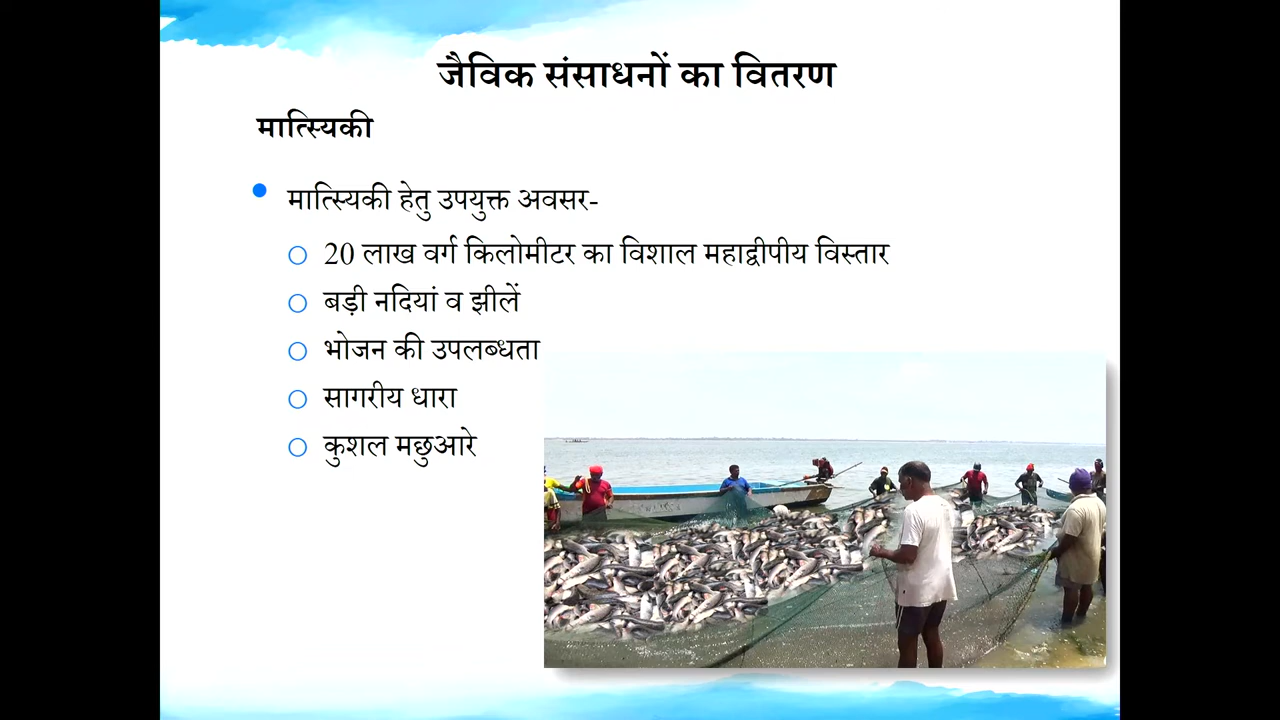 जैविक संसाधनों का वितरण
मात्स्यिकी
मात्स्यिकी हेतु उपयुक्त अवसर-
20 लाख वर्ग किलोमीटर का विशाल महाद्वीपीय विस्तार
बड़ी नदियां व झीलें
भोजन की उपलब्धता
सागरीय धारा
कुशल मछुआरे